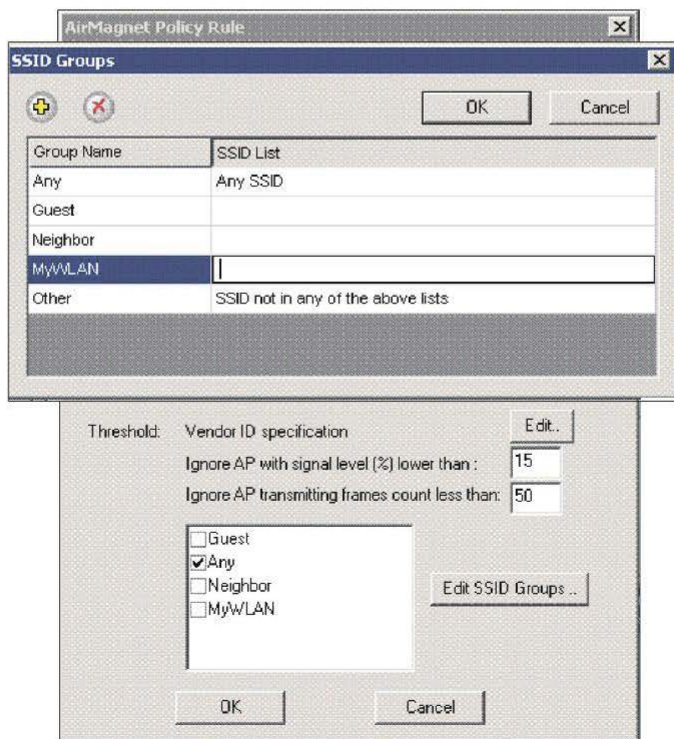 AirMagnet Policy Rule
SSID Groups
OK Cancel
Group Name SSID List
Any Any SSID
Guest
Neighbor
MyWLAN
Other SSID not in any of the above lists
Threshold: Vendor ID specification Edit..
Ignore AP with signal level (%) lower than : 15
Ignore AP transmitting frames count less than: 50
Guest
Any
Neighbor
MyWLAN
Edit SSID Groups ..
OK Cancel